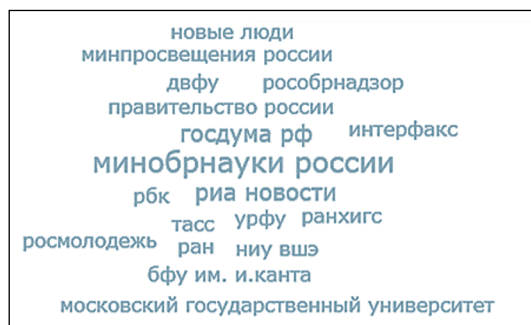 новые люди
минпросвещения россии
двфу рособрнадзор
правительство россии
госдума рф интерфакс
минобрнауки россии
рбк риа новости
тасс урфу ранхигс
росмолодежь ран ниу вшэ
бфу им. и.канта
московский государственный университет